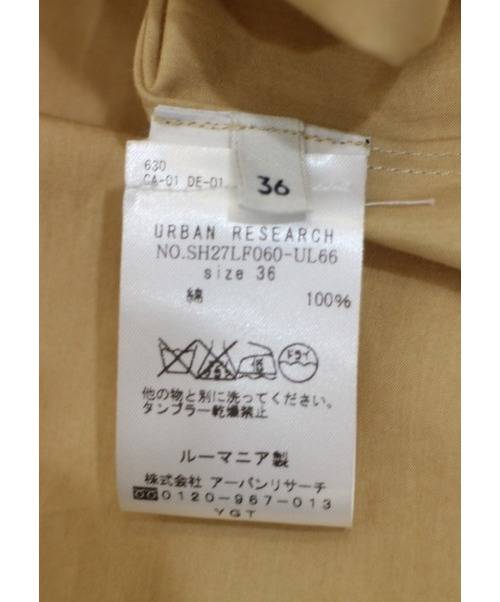 630
CA-01 DE-01
36
URBAN RESEARCH
NO.SH27LF060-UL66
size 36
綿 100%
ドライ
他の物と別に洗ってください。
タンブラー乾燥禁止
ルーマニア製
株式会社 アーバンリサーチ
0120-967-013
YGT